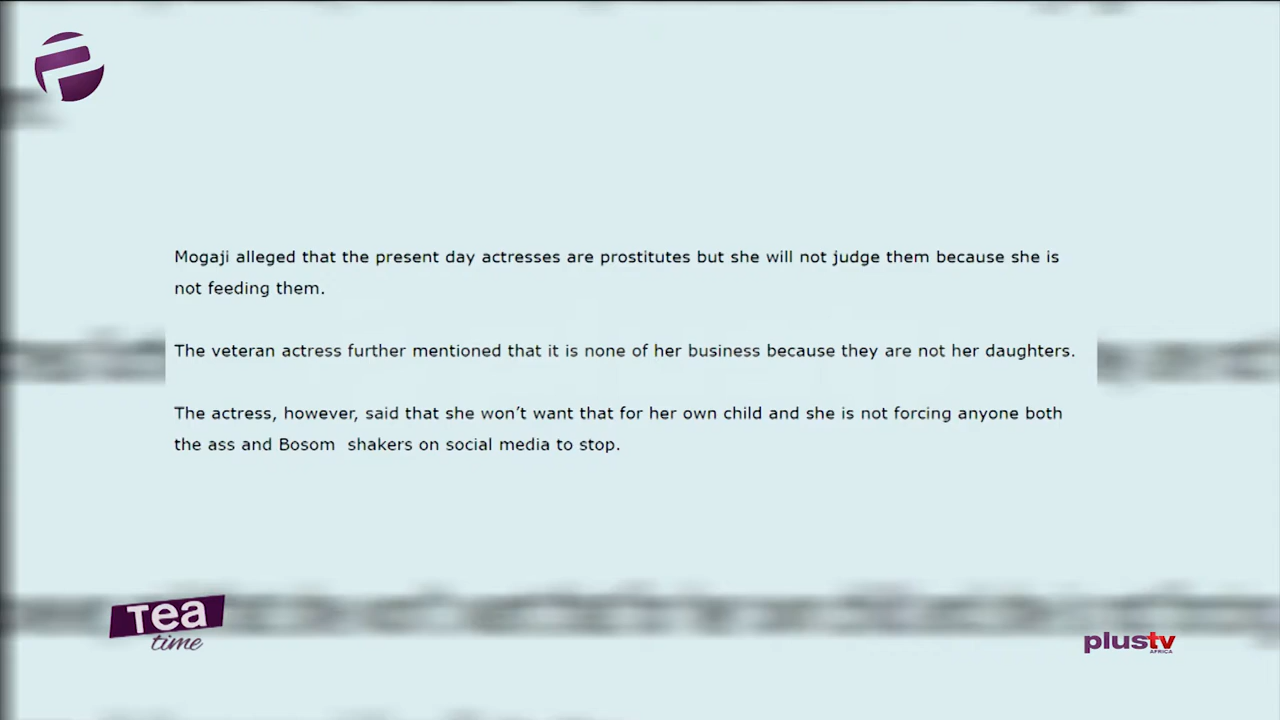 Mogaji alleged that the present day actresses are prostitutes but she will not judge them because she is
not feeding them.
The veteran actress further mentioned that it is none of her business because they are not her daughters.
The actress, however, said that she won't want that for her own child and she is not forcing anyone both
the ass and Bosom  shakers on social media to stop.
Tea
time
plustv
AFRICA